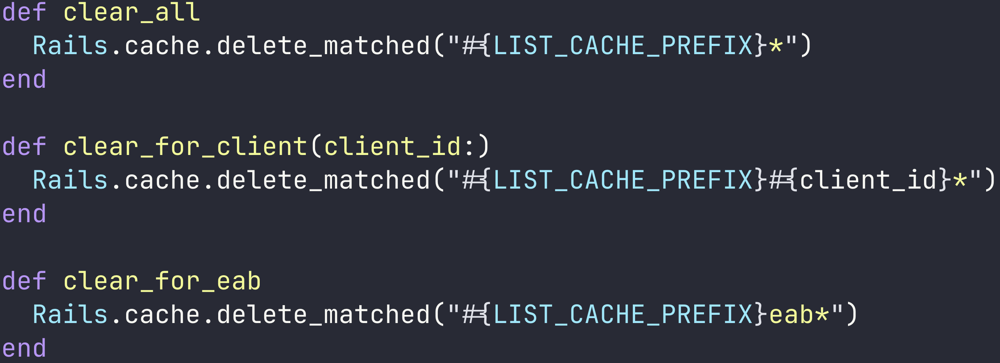 def clear_all
  Rails.cache.delete_matched("#{LIST_CACHE_PREFIX}*")
end
def clear_for_client(client_id:)
  Rails.cache.delete_matched("#{LIST_CACHE_PREFIX}#{client_id}*")
end
def clear_for_eab
  Rails.cache.delete_matched("#{LIST_CACHE_PREFIX}eab*")
end